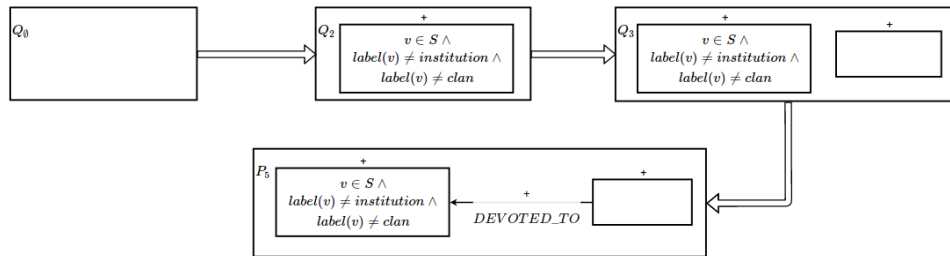 Q∅
+
Q₂
v ∈ S ∧
label(v) ≠ institution ∧
label(v) ≠ clan
+
Q₃
v ∈ S ∧
label(v) ≠ institution ∧
label(v) ≠ clan
+
+
P₅
v ∈ S ∧
label(v) ≠ institution ∧
label(v) ≠ clan
+
DEVOTED_TO
+